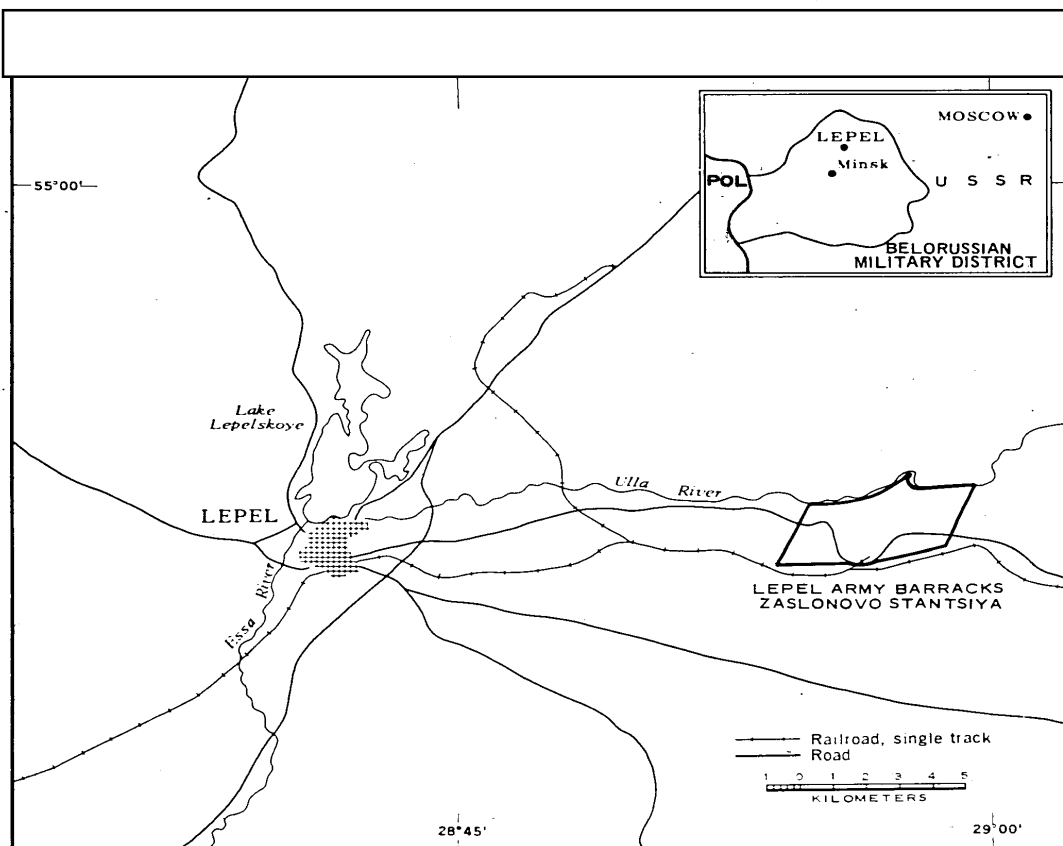 MOSCOW
LEPEL
Minsk
POL
U S S R
BELORUSSIAN
MILITARY DISTRICT
55°00'
Lake
Lepelskoye
Ulla River
LEPEL
Essa River
LEPEL ARMY BARRACKS
ZASLONOVO STANTSIYA
Railroad, single track
Road
1 0 1 2 3 4 5
KILOMETERS
28°45'
29°00'